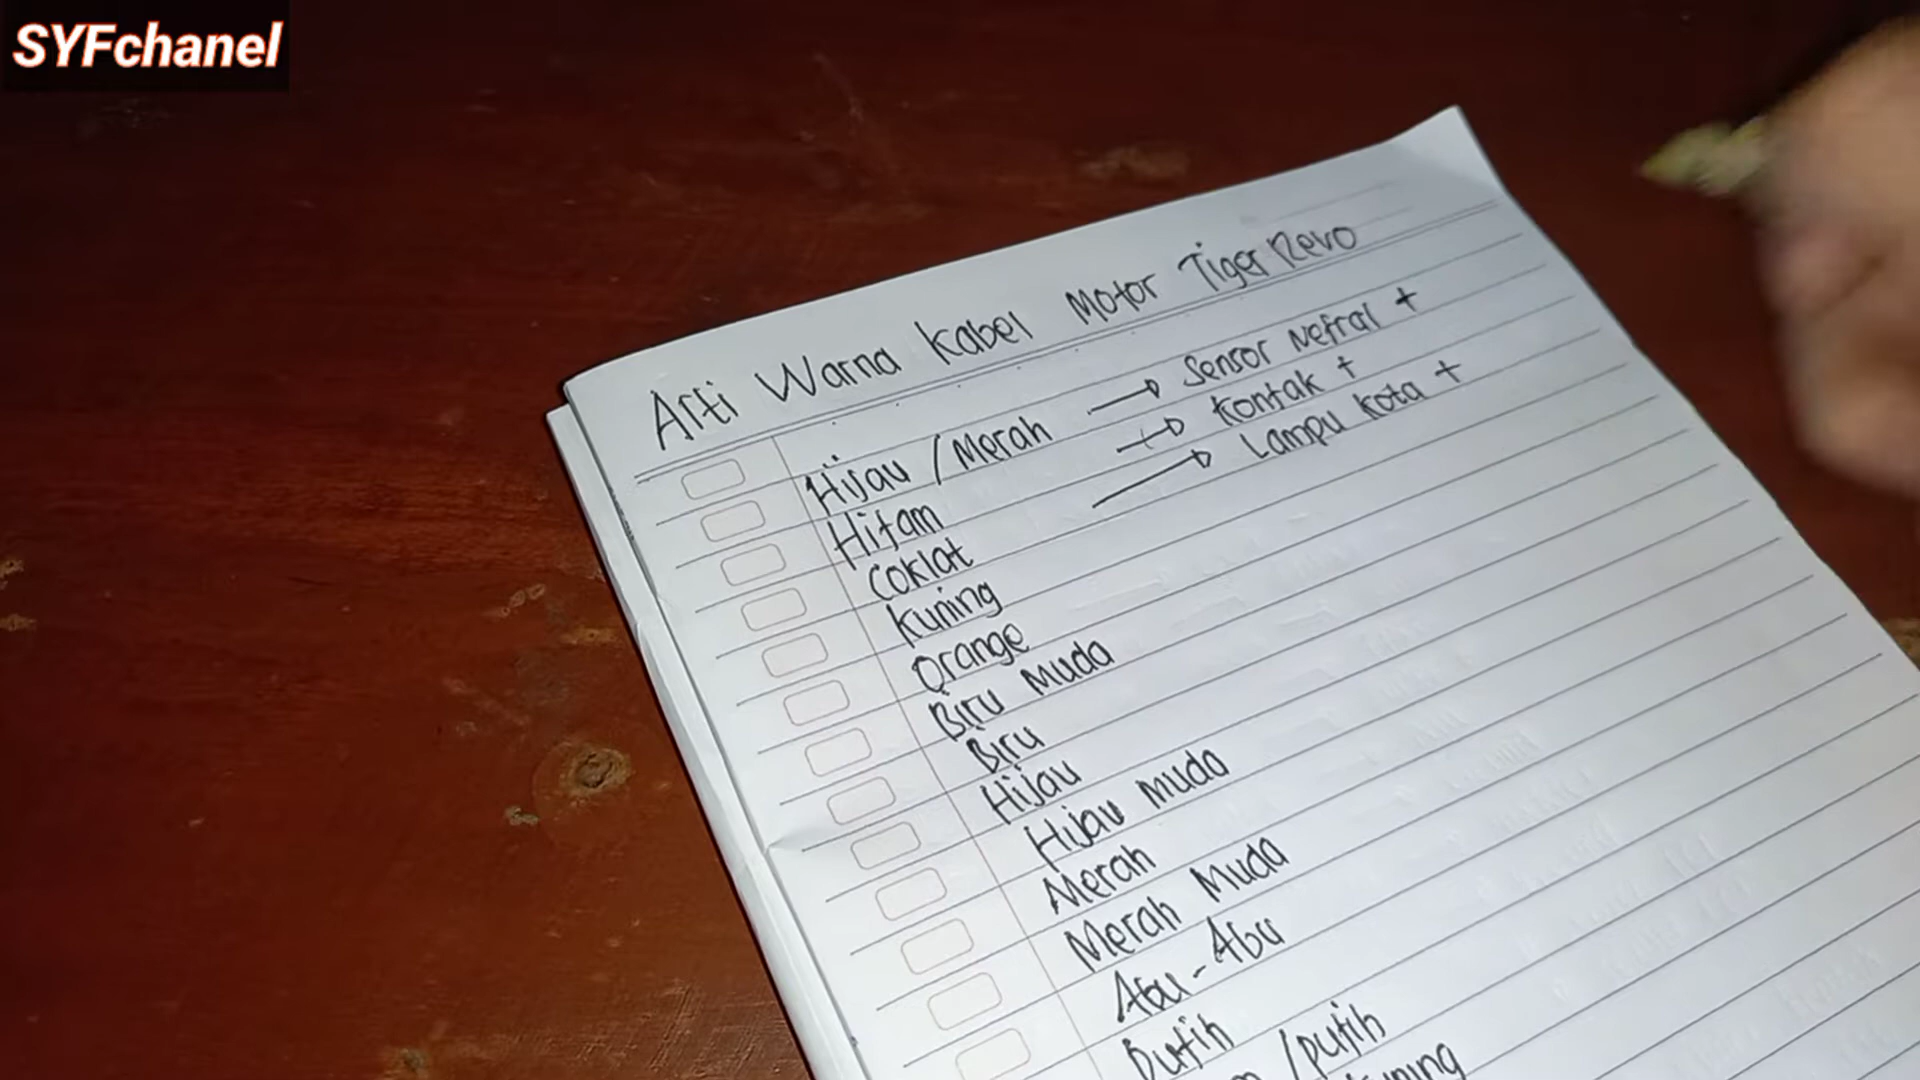 SYFchanel
Arti Warna Kabel Motor Tiger Revo
Hijau / Merah → Sensor Nefral +
Hitam → Kontak +
Coklat → Lampu Kota +
Kuning
Orange
Biru Muda
Biru
Hijau
Hijau Muda
Merah
Merah Muda
Abu-Abu
Putih
/putih